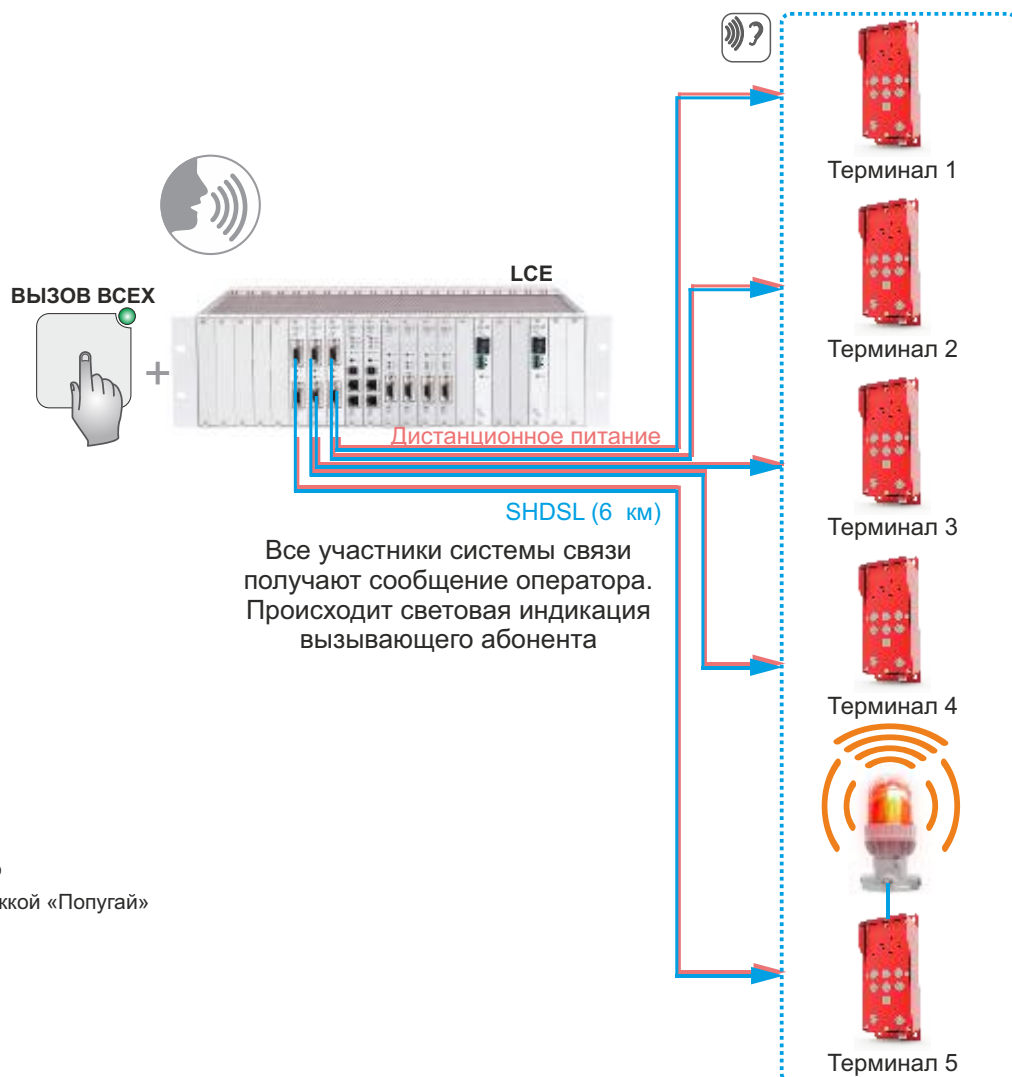 Терминал 1
LCE
ВЫЗОВ ВСЕХ
+
Терминал 2
Дистанционное питание
SHDSL (6 км)
Терминал 3
Все участники системы связи
получают сообщение оператора.
Происходит световая индикация
вызывающего абонента
Терминал 4
«Попугай»
Терминал 5